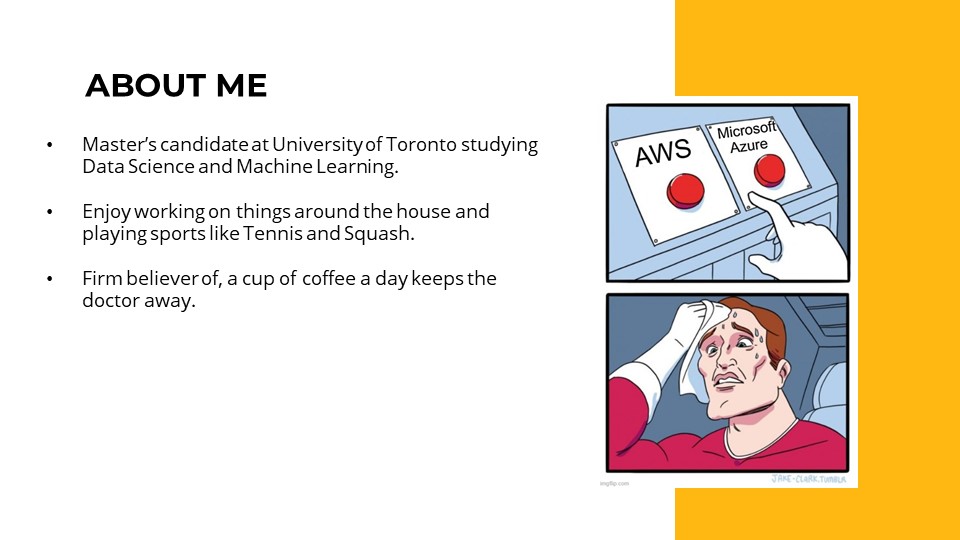 ABOUT ME
• Master’s candidate at University of Toronto studying
Data Science and Machine Learning.
• Enjoy working on things around the house and
playing sports like Tennis and Squash.
• Firm believer of, a cup of coffee a day keeps the
doctor away.
AWS
Microsoft
Azure
imgflip.com
JAKE-CLARK.TUMBLR